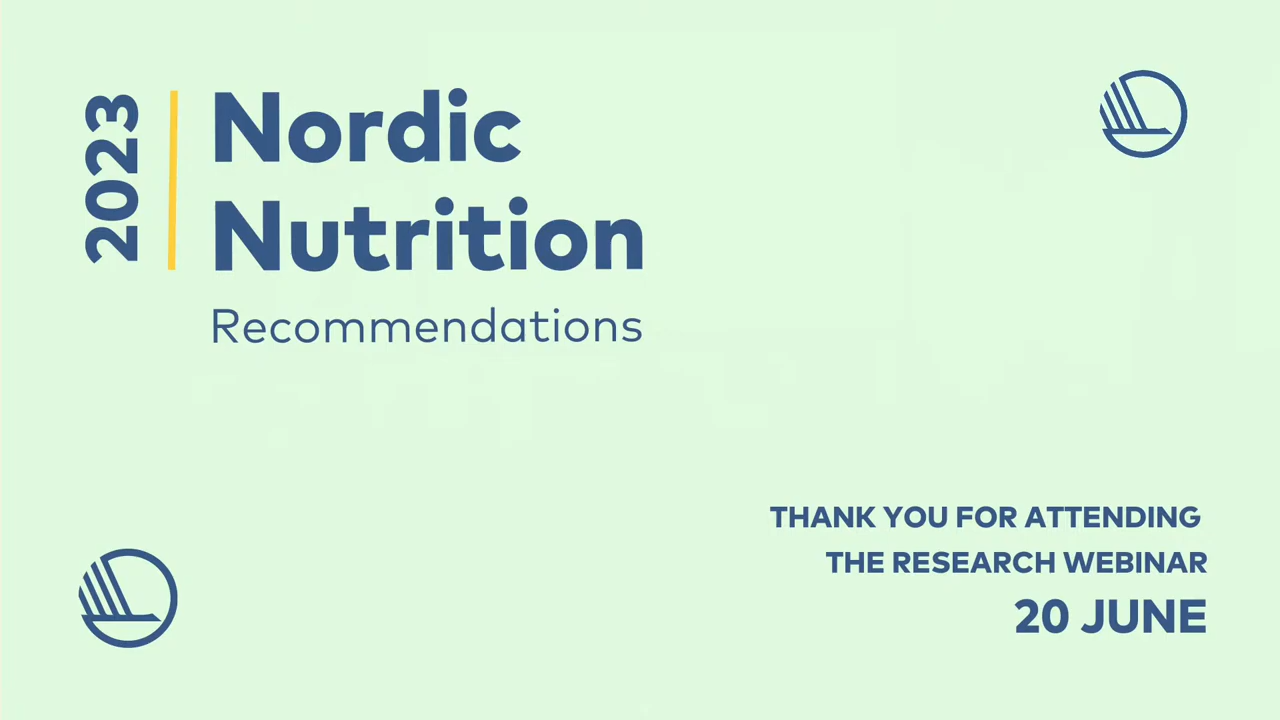 2023
Nordic
Nutrition
Recommendations
THANK YOU FOR ATTENDING
THE RESEARCH WEBINAR
20 JUNE